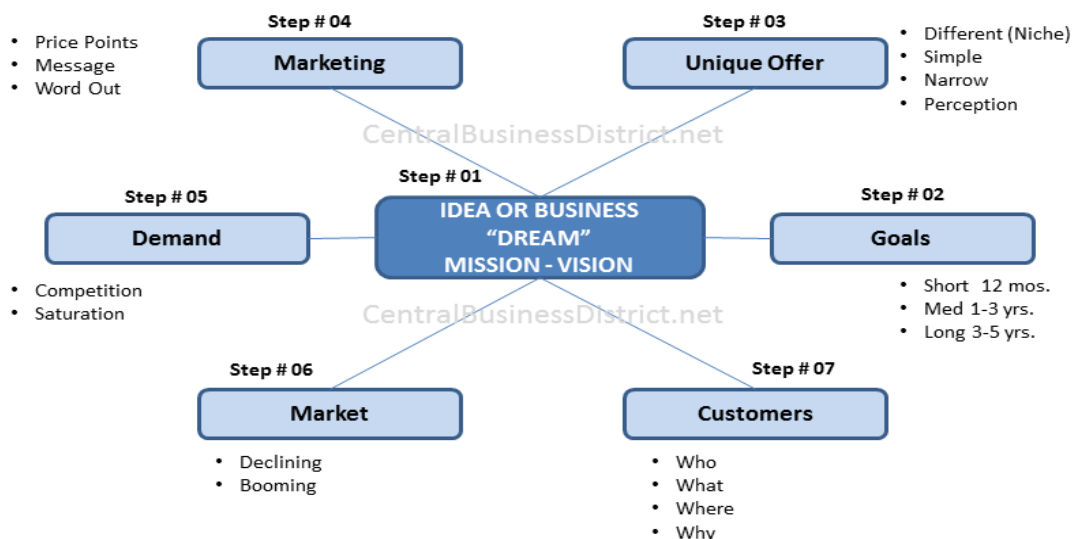 Step # 04
Marketing
• Price Points
• Message
• Word Out
Step # 03
Unique Offer
• Different (Niche)
• Simple
• Narrow
• Perception
CentralBusinessDistrict.net
Step # 01
IDEA OR BUSINESS
“DREAM”
MISSION - VISION
Step # 05
Demand
• Competition
• Saturation
Step # 02
Goals
• Short 12 mos.
• Med 1-3 yrs.
• Long 3-5 yrs.
CentralBusinessDistrict.net
Step # 06
Market
• Declining
• Booming
Step # 07
Customers
• Who
• What
• Where
• Why